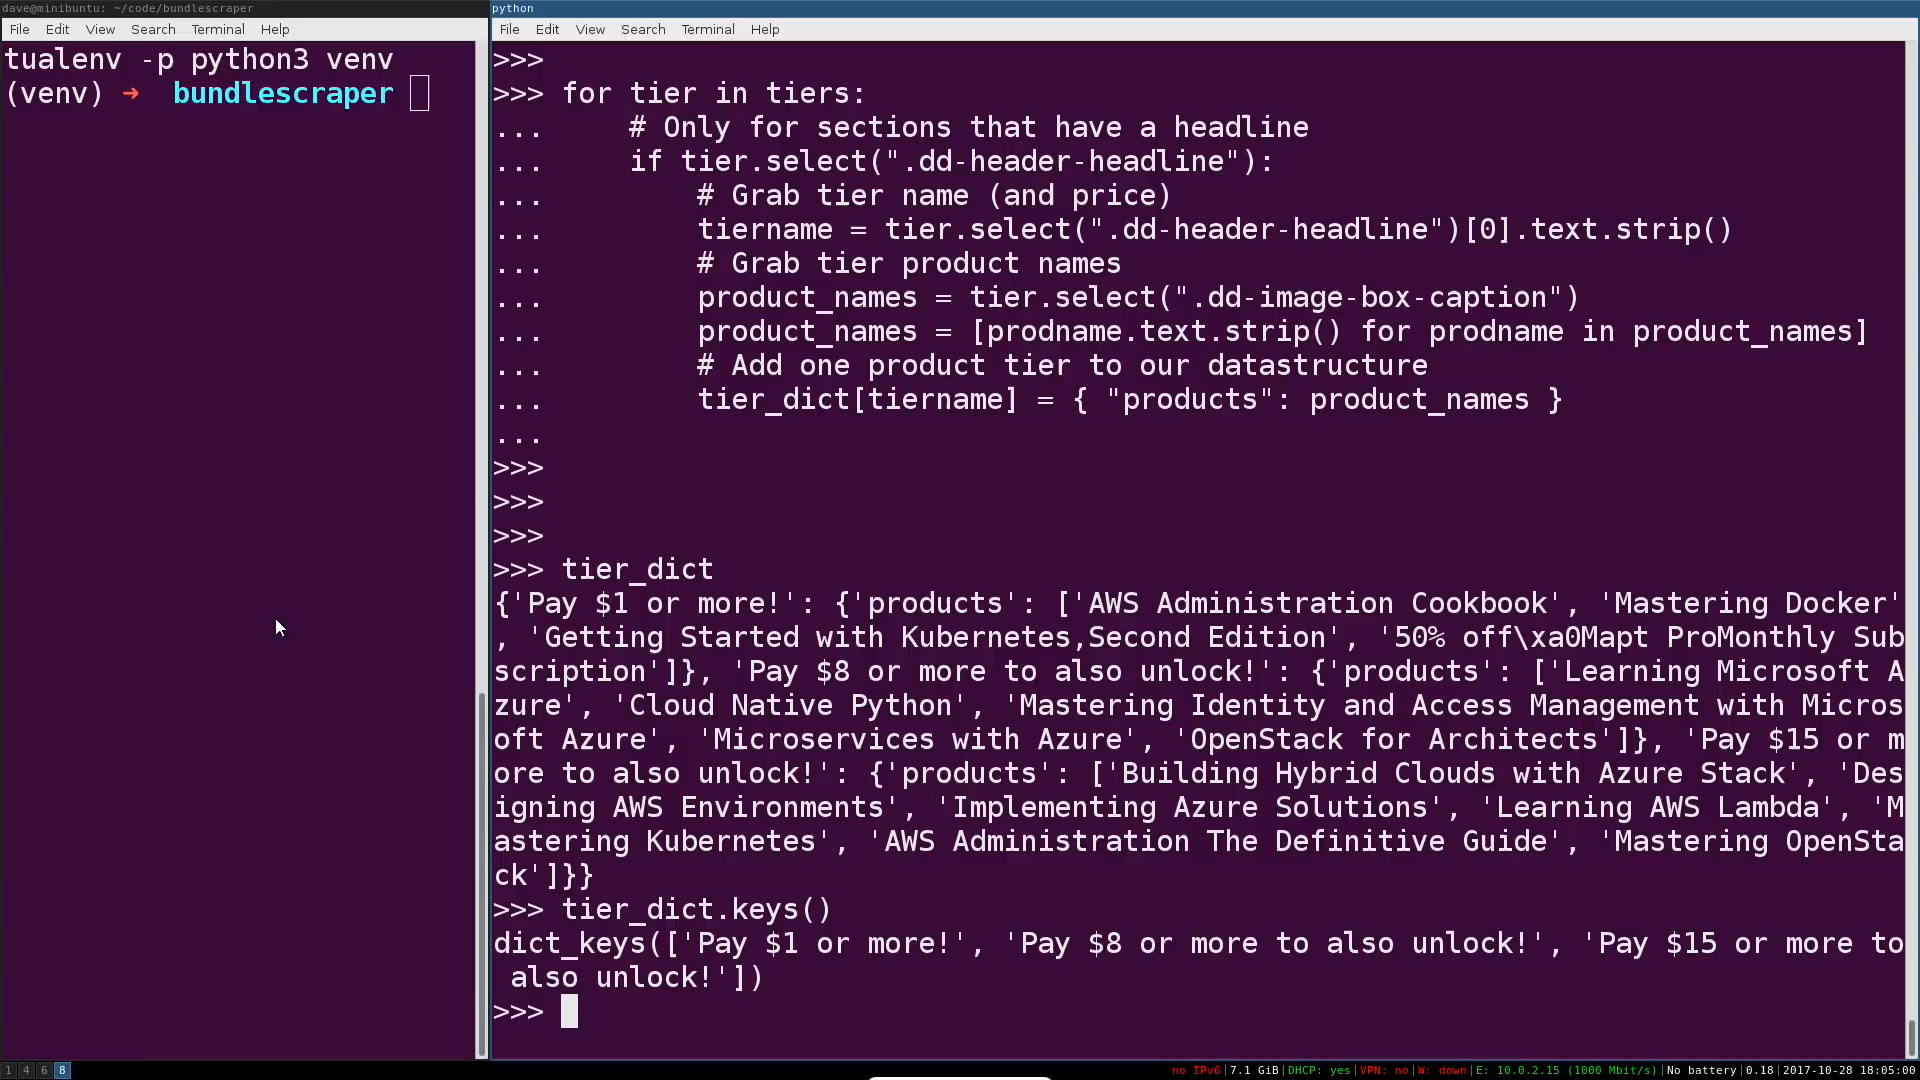 dave@minibuntu: ~/code/bundlescraper
File Edit View Search Terminal Help
tualenv -p python3 venv
(venv) ➜ bundlescraper
python
File Edit View Search Terminal Help
>>>
>>> for tier in tiers:
...     # Only for sections that have a headline
...     if tier.select(".dd-header-headline"):
...         # Grab tier name (and price)
...         tiername = tier.select(".dd-header-headline")[0].text.strip()
...         # Grab tier product names
...         product_names = tier.select(".dd-image-box-caption")
...         product_names = [prodname.text.strip() for prodname in product_names]
...         # Add one product tier to our datastructure
...         tier_dict[tiername] = { "products": product_names }
...
>>>
>>>
>>>
>>> tier_dict
{'Pay $1 or more!': {'products': ['AWS Administration Cookbook', 'Mastering Docker'
, 'Getting Started with Kubernetes,Second Edition', '50% off\xa0Mapt ProMonthly Sub
scription']}, 'Pay $8 or more to also unlock!': {'products': ['Learning Microsoft A
zure', 'Cloud Native Python', 'Mastering Identity and Access Management with Micros
oft Azure', 'Microservices with Azure', 'OpenStack for Architects']}, 'Pay $15 or m
ore to also unlock!': {'products': ['Building Hybrid Clouds with Azure Stack', 'Des
igning AWS Environments', 'Implementing Azure Solutions', 'Learning AWS Lambda', 'M
astering Kubernetes', 'AWS Administration The Definitive Guide', 'Mastering OpenSta
ck']}}
>>> tier_dict.keys()
dict_keys(['Pay $1 or more!', 'Pay $8 or more to also unlock!', 'Pay $15 or more to
 also unlock!'])
>>>
1 4 6 8
no IPv6|7.1 GiB|DHCP: yes|VPN: no|W: down|E: 10.0.2.15 (1000 Mbit/s)|No battery|0.18|2017-10-28 18:05:00